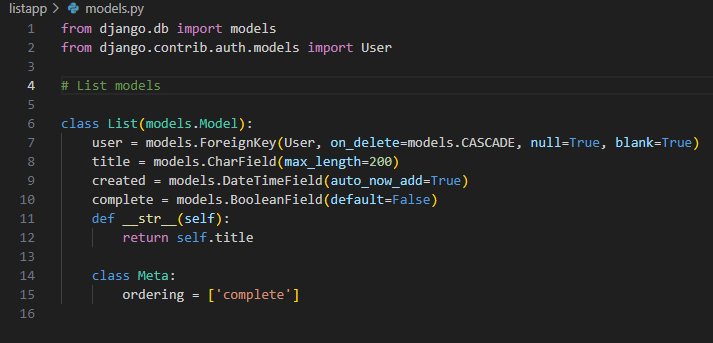 listapp > models.py
1 from django.db import models
2 from django.contrib.auth.models import User
3
4 # List models
5
6 class List(models.Model):
7     user = models.ForeignKey(User, on_delete=models.CASCADE, null=True, blank=True)
8     title = models.CharField(max_length=200)
9     created = models.DateTimeField(auto_now_add=True)
10     complete = models.BooleanField(default=False)
11     def __str__(self):
12         return self.title
13
14     class Meta:
15         ordering = ['complete']
16